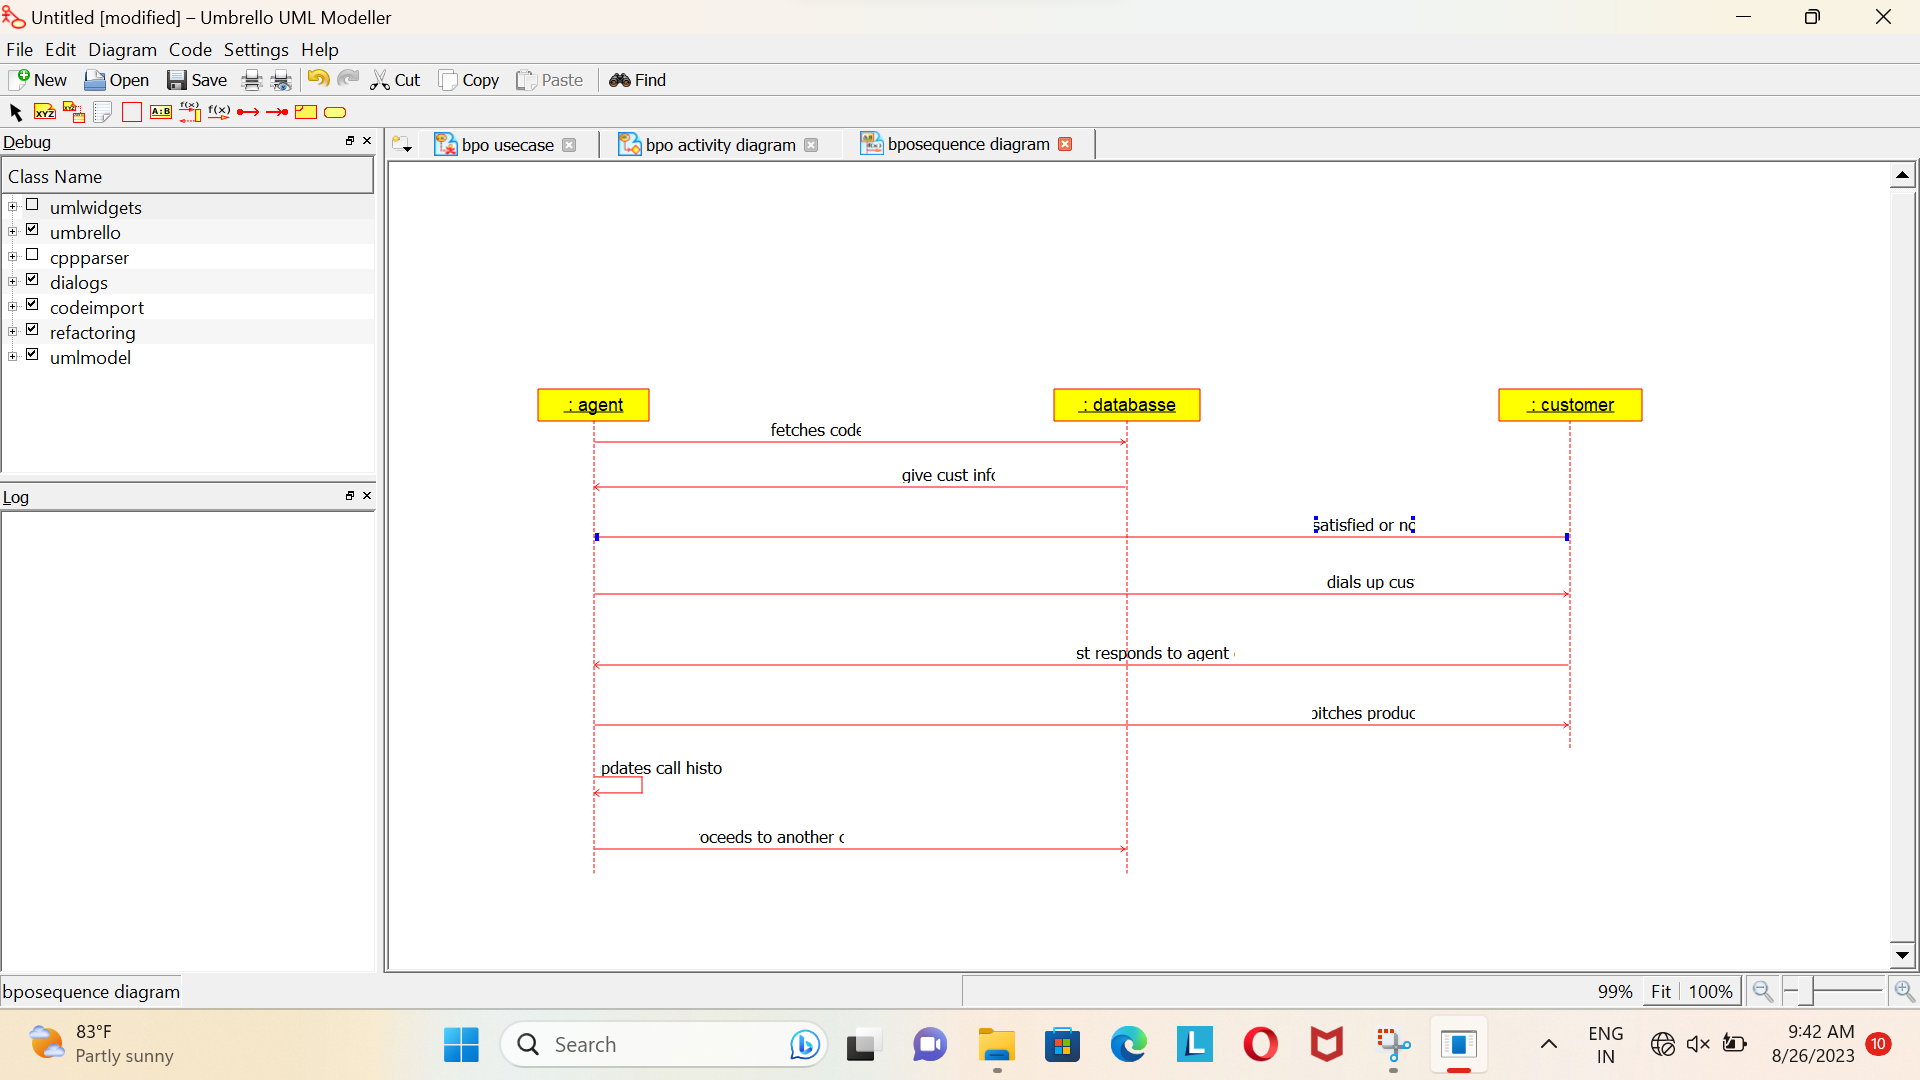 Untitled [modified] – Umbrello UML Modeller
File Edit Diagram Code Settings Help
New Open Save Cut Copy Paste Find
XYZ XYZ A:B f(x) f(x)
Debug
Class Name
umlwidgets
umbrello
cppparser
dialogs
codeimport
refactoring
umlmodel
Log
bpo usecase bpo activity diagram bposequence diagram
: agent : databasse : customer
fetches code
give cust info
satisfied or no
dials up cus
st responds to agent
pitches produc
pdates call histo
roceeds to another c
bposequence diagram
99% Fit 100%
83°F
Partly sunny
Search
L
ENG
IN
9:42 AM
8/26/2023
10